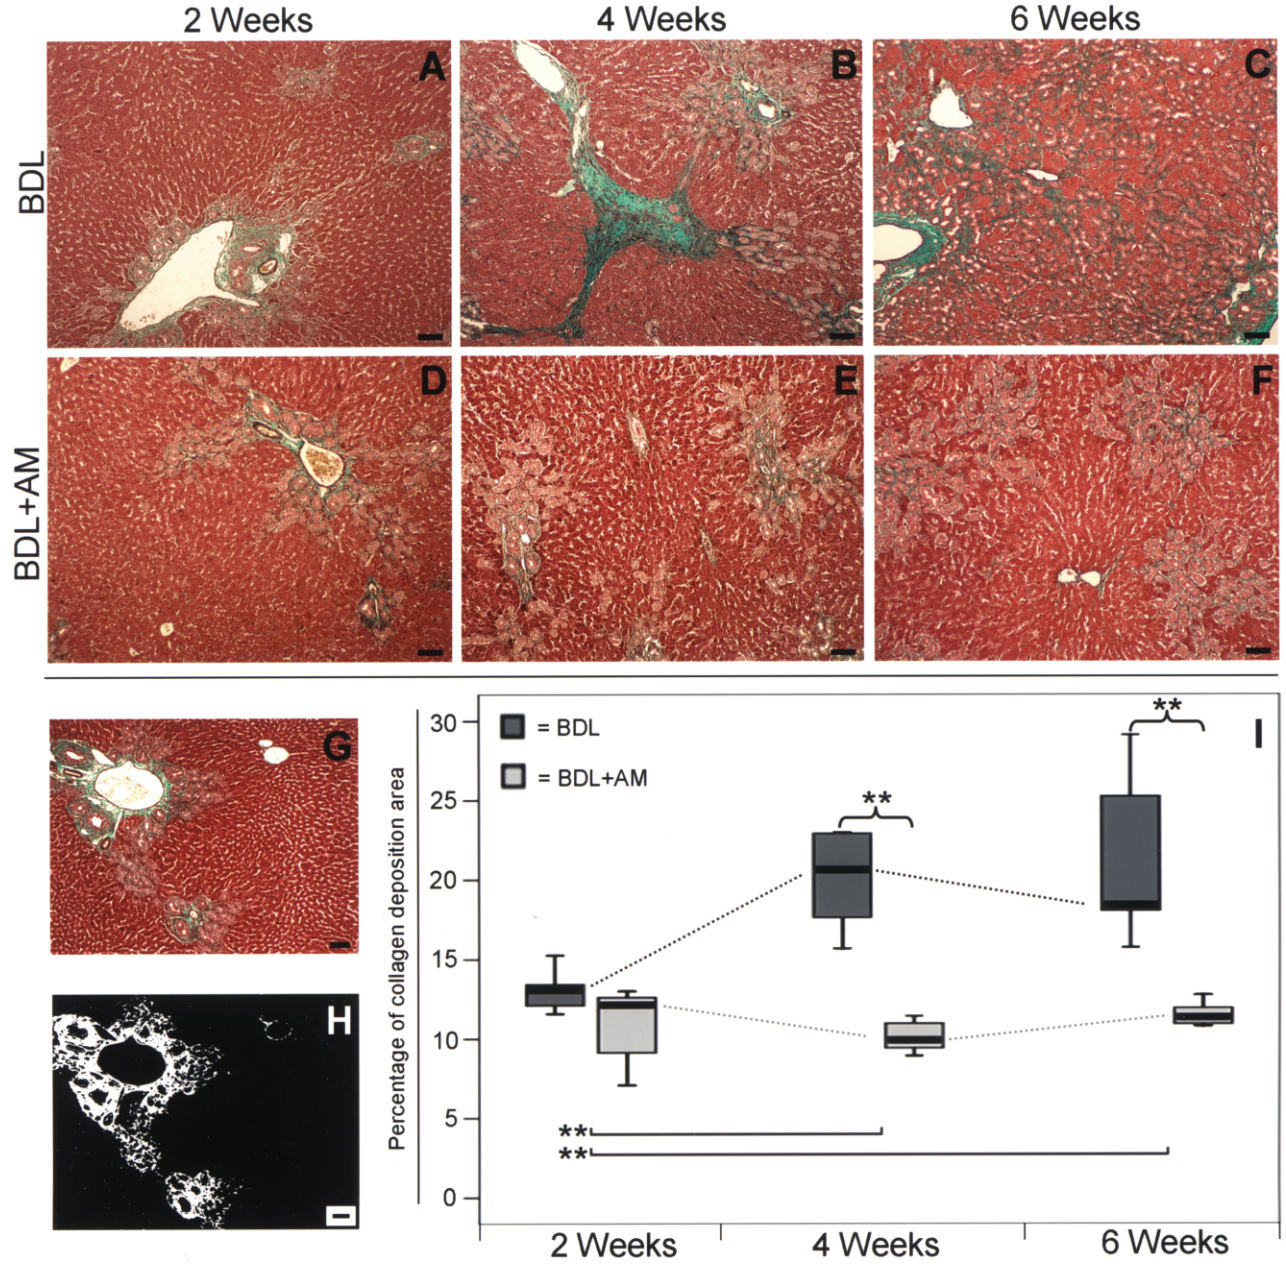 2 Weeks 4 Weeks 6 Weeks
BDL
A
B
C
BDL+AM
D
E
F
G
H
I
= BDL
= BDL+AM
**
**
Percentage of collagen deposition area
30
25
20
15
10
5
0
**
**
2 Weeks 4 Weeks 6 Weeks